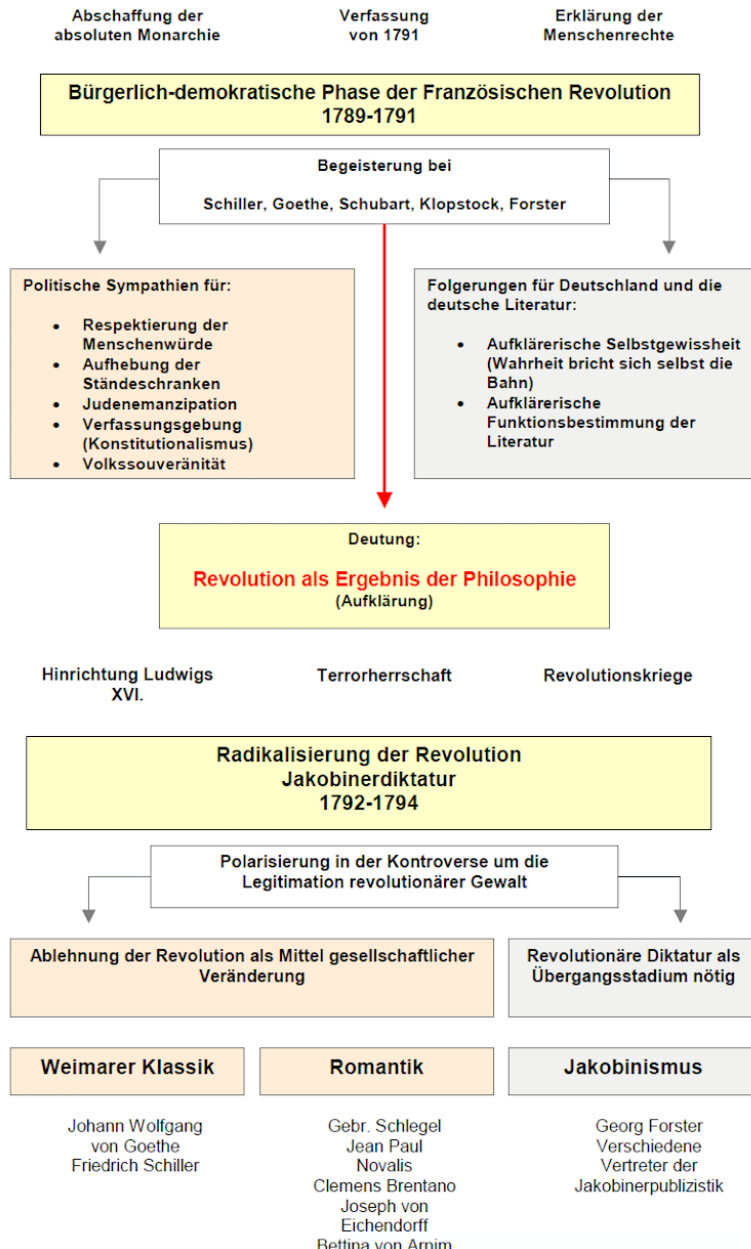 Abschaffung der
absoluten Monarchie
Verfassung
von 1791
Erklärung der
Menschenrechte
Bürgerlich-demokratische Phase der Französischen Revolution
1789-1791
Begeisterung bei
Schiller, Goethe, Schubart, Klopstock, Forster
Politische Sympathien für:
• Respektierung der
Menschenwürde
• Aufhebung der
Ständeschranken
• Judenemanzipation
• Verfassungsgebung
(Konstitutionalismus)
• Volkssouveränität
Folgerungen für Deutschland und die
deutsche Literatur:
• Aufklärerische Selbstgewissheit
(Wahrheit bricht sich selbst die
Bahn)
• Aufklärerische
Funktionsbestimmung der
Literatur
Deutung:
Revolution als Ergebnis der Philosophie
(Aufklärung)
Hinrichtung Ludwigs
XVI.
Terrorherrschaft
Revolutionskriege
Radikalisierung der Revolution
Jakobinerdiktatur
1792-1794
Polarisierung in der Kontroverse um die
Legitimation revolutionärer Gewalt
Ablehnung der Revolution als Mittel gesellschaftlicher
Veränderung
Revolutionäre Diktatur als
Übergangsstadium nötig
Weimarer Klassik
Romantik
Jakobinismus
Johann Wolfgang
von Goethe
Friedrich Schiller
Gebr. Schlegel
Jean Paul
Novalis
Clemens Brentano
Joseph von
Eichendorff
Bettina von Arnim
Georg Forster
Verschiedene
Vertreter der
Jakobinerpublizistik